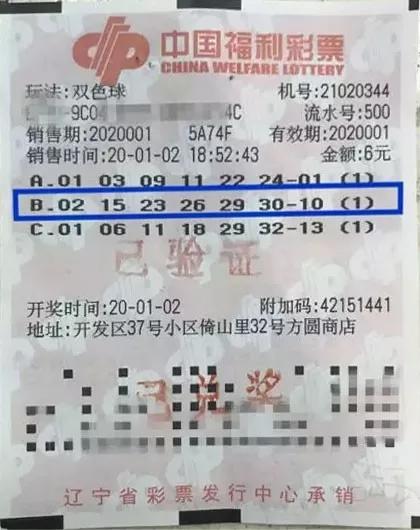 中国福利彩票
CHINA WELFARE LOTTERY
玩法:双色球 机号:21020344
9C04 4C 流水号:500
销售期:2020001 5A74F 有效期:2020001
销售时间:20-01-02 18:52:43 金额:6元
A.01 03 09 11 22 24-01 (1)
B.02 15 23 26 29 30-10 (1)
C.01 06 11 18 29 32-13 (1)
已验证
开奖时间:20-01-02 附加码:42151441
地址:开发区37号小区倚山里32号方圆商店
已兑奖
辽宁省彩票发行中心承销